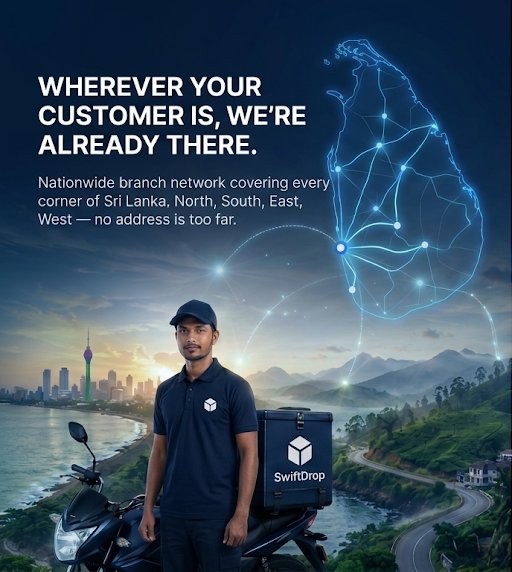 WHEREVER YOUR
CUSTOMER IS, WE'RE
ALREADY THERE.
Nationwide branch network covering every
corner of Sri Lanka, North, South, East,
West — no address is too far.
SwiftDrop